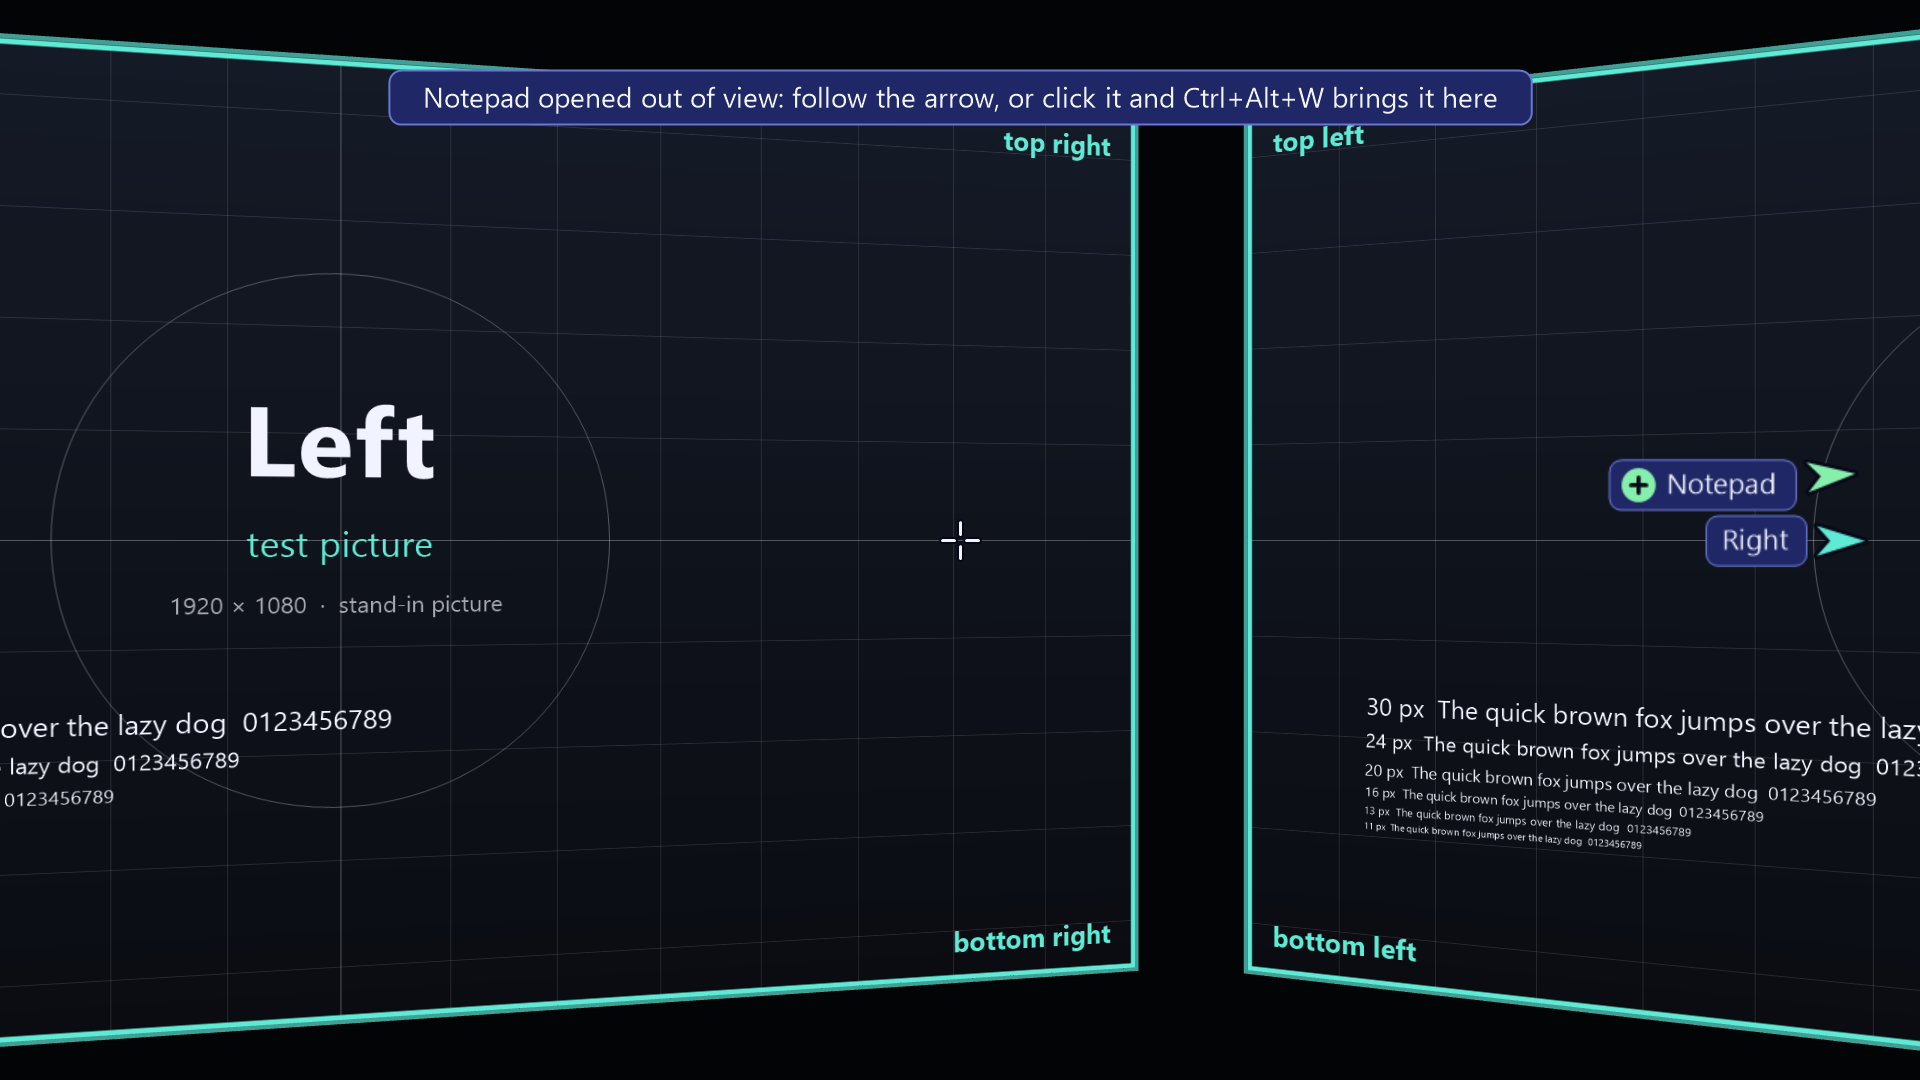 Notepad opened out of view: follow the arrow, or click it and Ctrl+Alt+W brings it here
top right
top left
Left
test picture
1920 × 1080 · stand-in picture
Notepad
Right
over the lazy dog 0123456789
lazy dog 0123456789
0123456789
30 px The quick brown fox jumps over the lazy
24 px The quick brown fox jumps over the lazy dog 0123
20 px The quick brown fox jumps over the lazy dog 0123456789
16 px The quick brown fox jumps over the lazy dog 0123456789
13 px The quick brown fox jumps over the lazy dog 0123456789
11 px The quick brown fox jumps over the lazy dog 0123456789
bottom right
bottom left